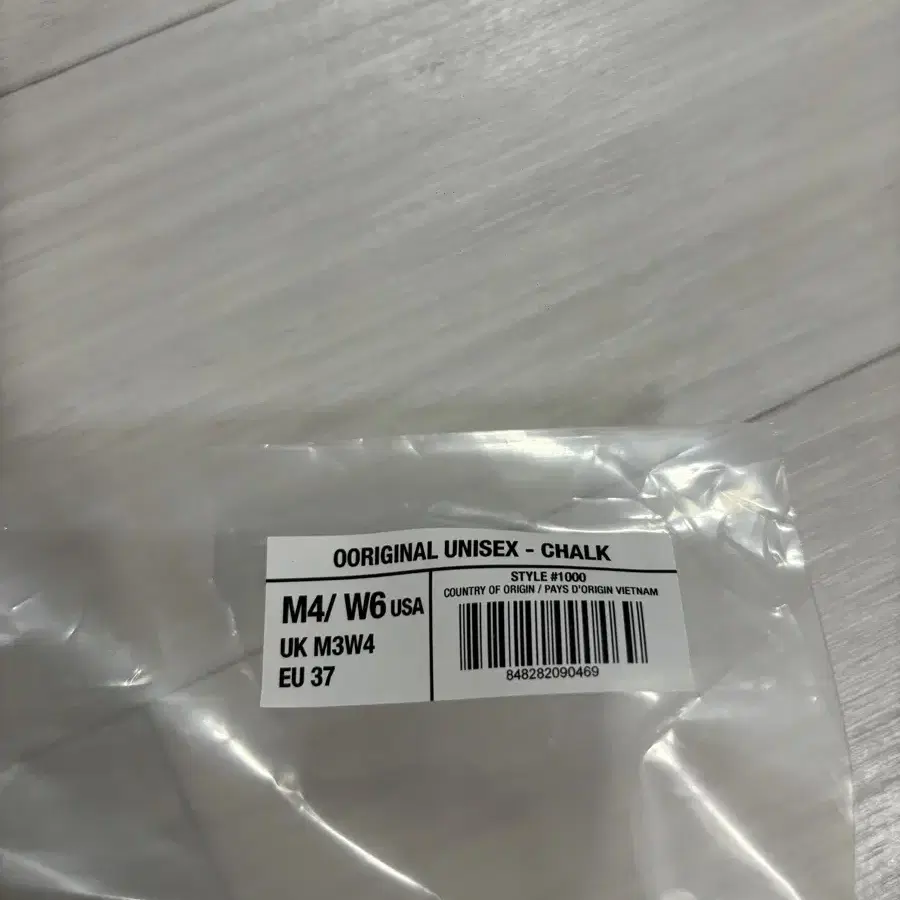 OORIGINAL UNISEX - CHALK
M4/ W6 USA
UK M3W4
EU 37
STYLE #1000
COUNTRY OF ORIGIN / PAYS D'ORIGIN VIETNAM
848282090469